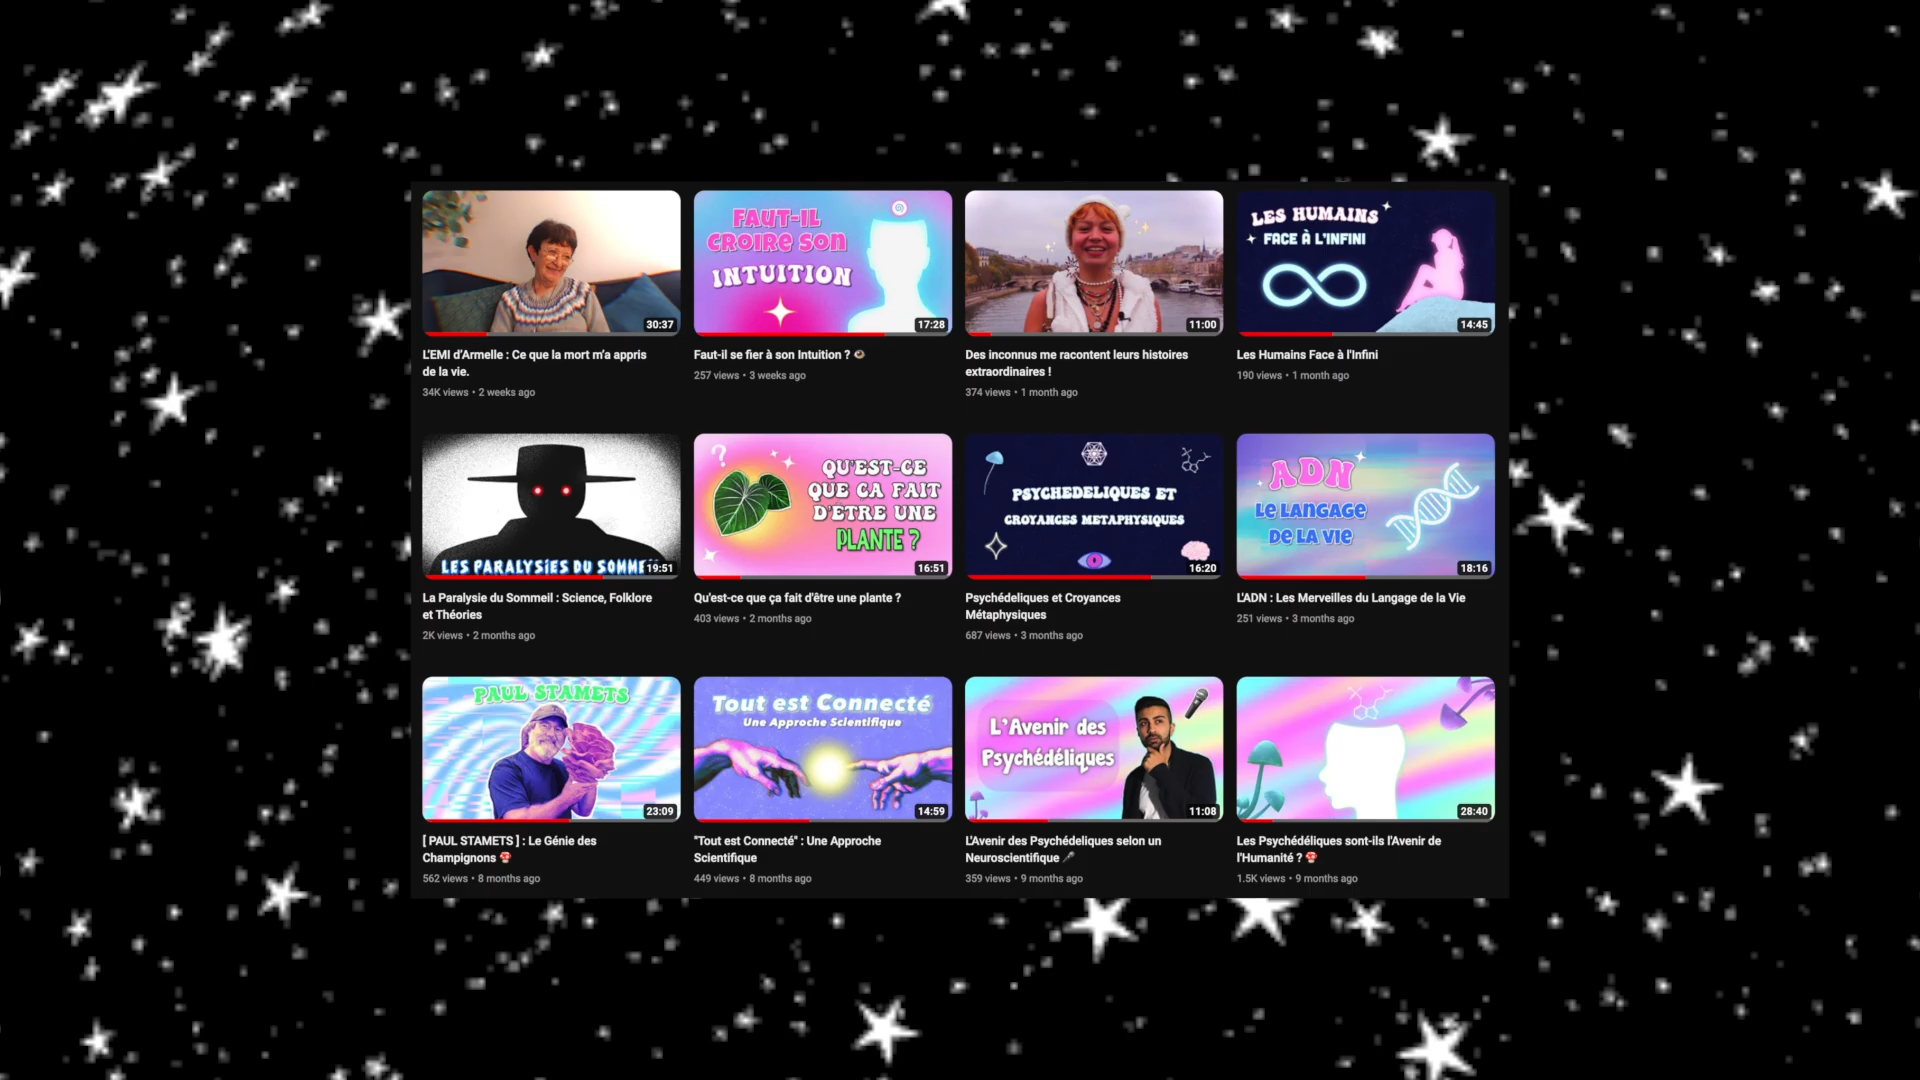 30:37
L'EMI d'Armelle : Ce que la mort m'a appris
de la vie.
34K views • 2 weeks ago
FAUT-IL
CROIRE SON
INTUITION
17:28
Faut-il se fier à son Intuition ? 👁️
257 views • 3 weeks ago
11:00
Des inconnus me racontent leurs histoires
extraordinaires !
374 views • 1 month ago
LES HUMAINS
FACE À L'INFINI
14:45
Les Humains Face à l'Infini
190 views • 1 month ago
LES PARALYSIES DU SOMME
19:51
La Paralysie du Sommeil : Science, Folklore
et Théories
2K views • 2 months ago
?
QU'EST-CE
QUE CA FAIT
D'ETRE UNE
PLANTE ?
16:51
Qu'est-ce que ça fait d'être une plante ?
403 views • 2 months ago
PSYCHEDELIQUES ET
CROYANCES METAPHYSIQUES
16:20
Psychédeliques et Croyances
Métaphysiques
687 views • 3 months ago
ADN
LE LANGAGE
DE LA VIE
18:16
L'ADN : Les Merveilles du Langage de la Vie
251 views • 3 months ago
PAUL STAMETS
23:09
[ PAUL STAMETS ] : Le Génie des
Champignons 🍄
562 views • 8 months ago
Tout est Connecté
Une Approche Scientifique
14:59
"Tout est Connecté" : Une Approche
Scientifique
449 views • 8 months ago
L'Avenir des
Psychédéliques
11:08
L'Avenir des Psychédeliques selon un
Neuroscientifique 🎤
359 views • 9 months ago
28:40
Les Psychédéliques sont-ils l'Avenir de
l'Humanité ? 🍄
1.5K views • 9 months ago